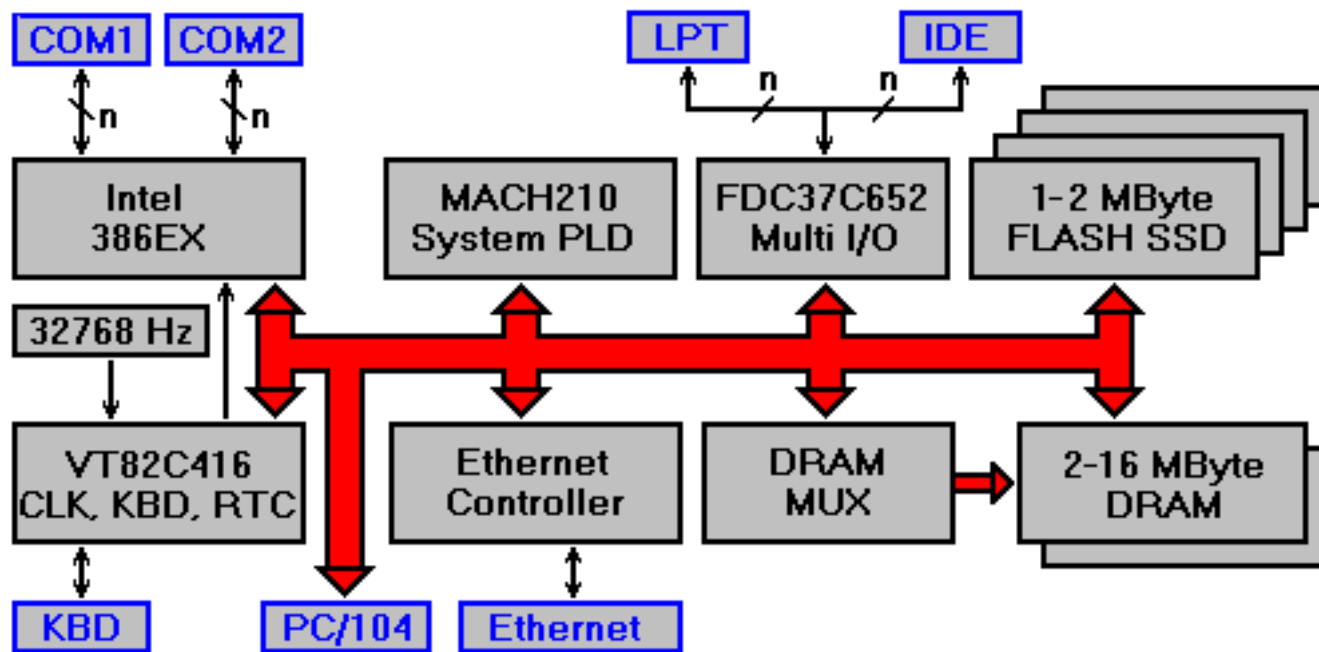 COM1
COM2
LPT
IDE
n
n
n
n
Intel
386EX
MACH210
System PLD
FDC37C652
Multi I/O
1-2 MByte
FLASH SSD
32768 Hz
VT82C416
CLK, KBD, RTC
Ethernet
Controller
DRAM
MUX
2-16 MByte
DRAM
KBD
PC/104
Ethernet